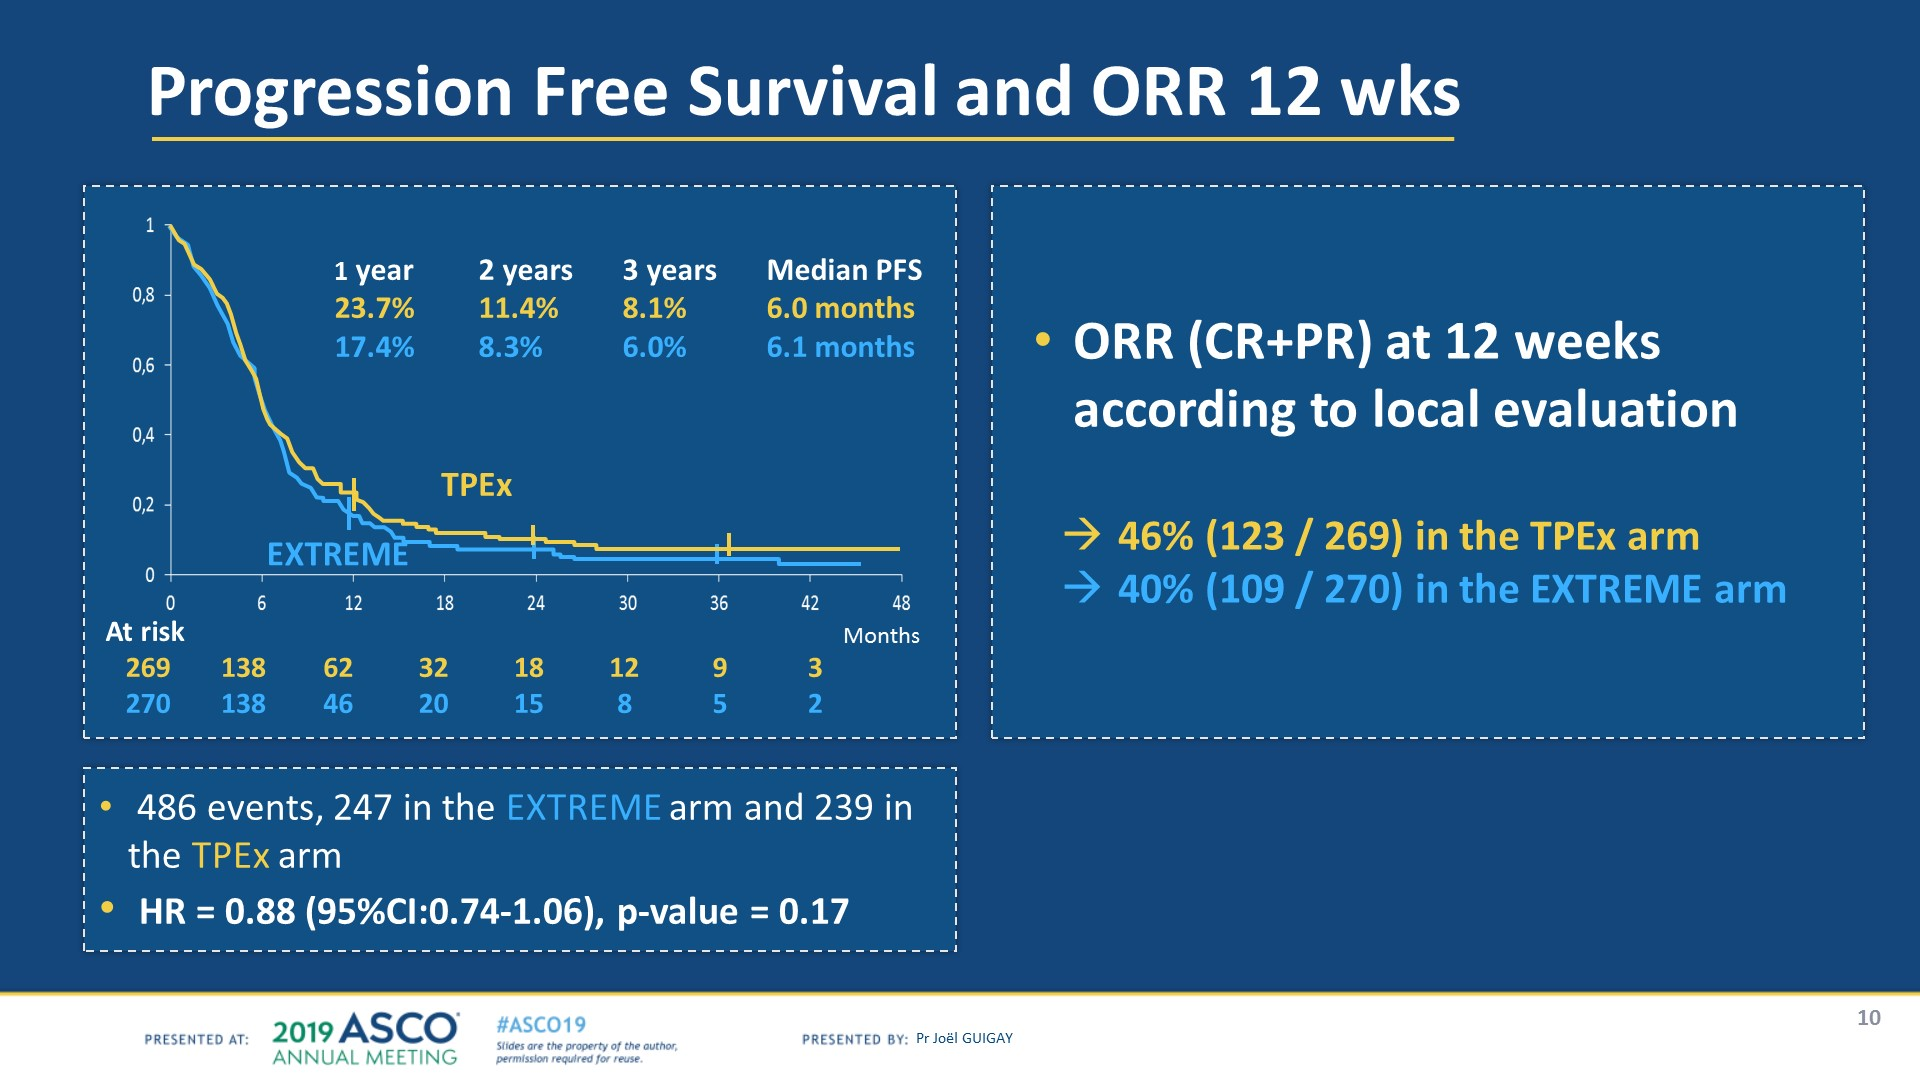 Progression Free Survival and ORR 12 wks
1
0,8
0,6
0,4
0,2
0
1 year 2 years 3 years Median PFS
23.7% 11.4% 8.1% 6.0 months
17.4% 8.3% 6.0% 6.1 months
TPEx
EXTREME
0 6 12 18 24 30 36 42 48
At risk
Months
269 138 62 32 18 12 9 3
270 138 46 20 15 8 5 2
• ORR (CR+PR) at 12 weeks
according to local evaluation
→ 46% (123 / 269) in the TPEx arm
→ 40% (109 / 270) in the EXTREME arm
• 486 events, 247 in the EXTREME arm and 239 in
the TPEx arm
• HR = 0.88 (95%CI:0.74-1.06), p-value = 0.17
PRESENTED AT:
2019 ASCO
ANNUAL MEETING
#ASCO19
Slides are the property of the author,
permission required for reuse.
PRESENTED BY: Pr Joël GUIGAY
10